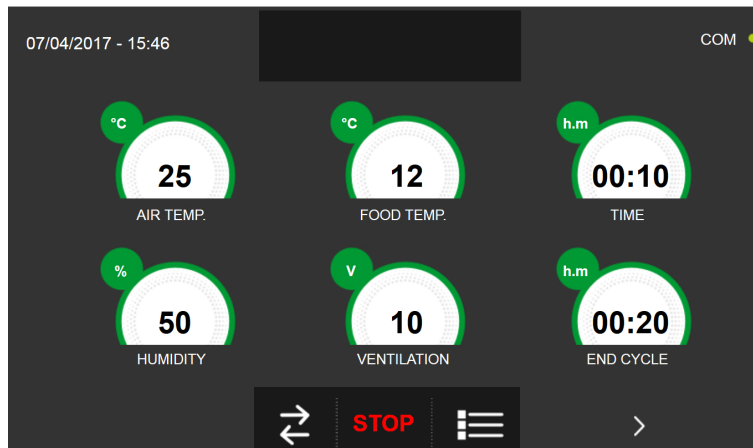 07/04/2017 - 15:46
COM
°C
25
AIR TEMP.
°C
12
FOOD TEMP.
h.m
00:10
TIME
%
50
HUMIDITY
V
10
VENTILATION
h.m
00:20
END CYCLE
STOP